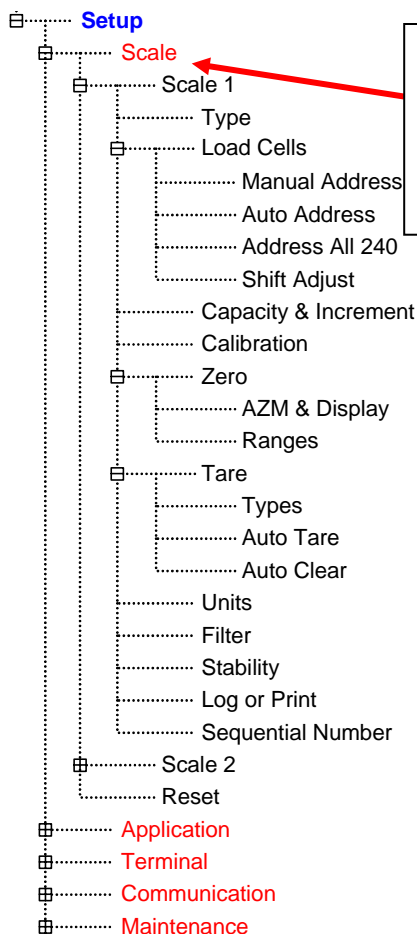 Setup
Scale
Scale 1
Type
Load Cells
Manual Address
Auto Address
Address All 240
Shift Adjust
Capacity & Increment
Calibration
Zero
AZM & Display
Ranges
Tare
Types
Auto Tare
Auto Clear
Units
Filter
Stability
Log or Print
Sequential Number
Scale 2
Reset
Application
Terminal
Communication
Maintenance